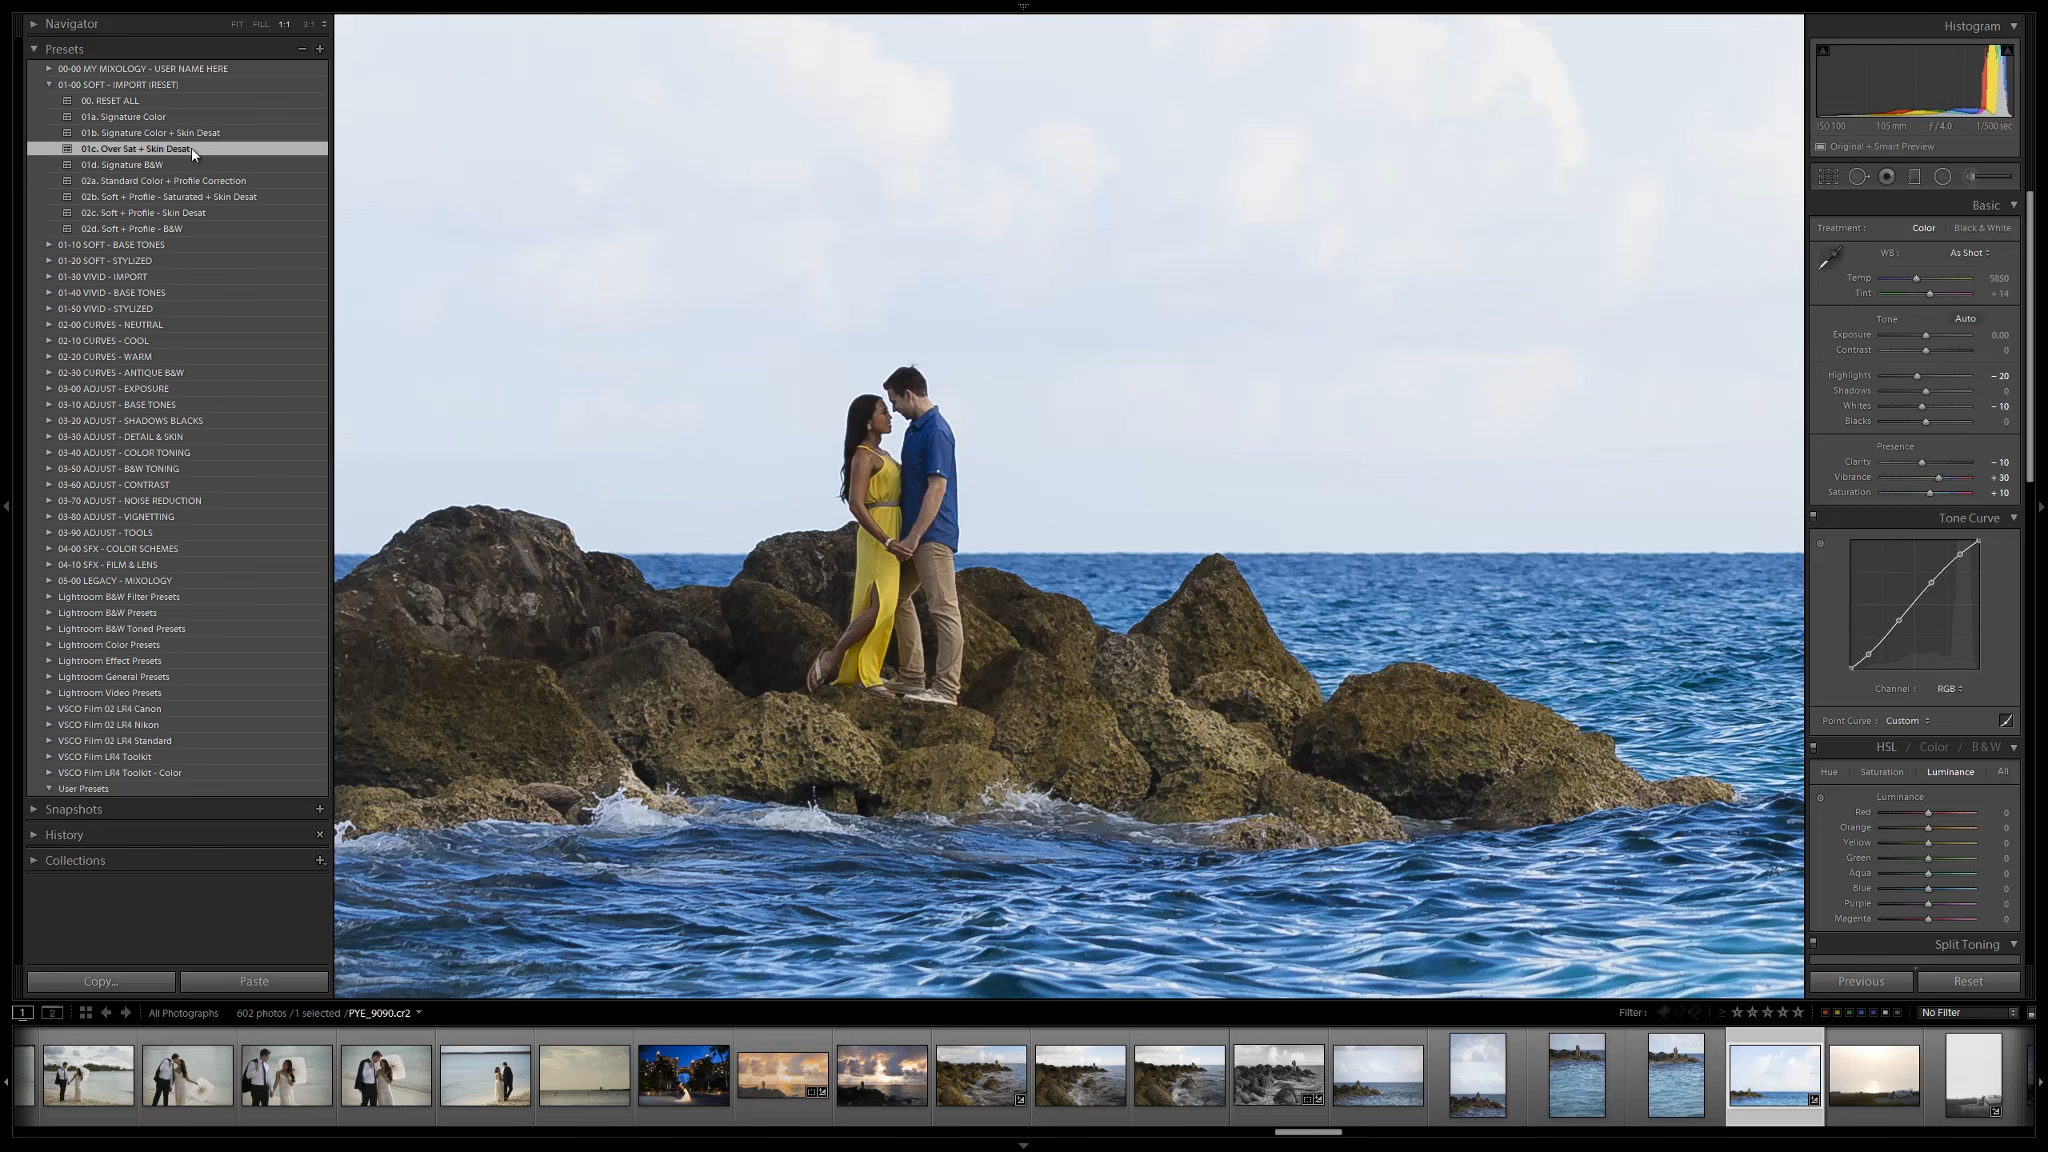 Navigator
FIT FILL 1:1 3:1
Presets
00-00 MY MIXOLOGY - USER NAME HERE
01-00 SOFT - IMPORT (RESET)
00. RESET ALL
01a. Signature Color
01b. Signature Color + Skin Desat
01c. Over Sat + Skin Desat
01d. Signature B&W
02a. Standard Color + Profile Correction
02b. Soft + Profile - Saturated + Skin Desat
02c. Soft + Profile - Skin Desat
02d. Soft + Profile - B&W
01-10 SOFT - BASE TONES
01-20 SOFT - STYLIZED
01-30 VIVID - IMPORT
01-40 VIVID - BASE TONES
01-50 VIVID - STYLIZED
02-00 CURVES - NEUTRAL
02-10 CURVES - COOL
02-20 CURVES - WARM
02-30 CURVES - ANTIQUE B&W
03-00 ADJUST - EXPOSURE
03-10 ADJUST - BASE TONES
03-20 ADJUST - SHADOWS BLACKS
03-30 ADJUST - DETAIL & SKIN
03-40 ADJUST - COLOR TONING
03-50 ADJUST - B&W TONING
03-60 ADJUST - CONTRAST
03-70 ADJUST - NOISE REDUCTION
03-80 ADJUST - VIGNETTING
03-90 ADJUST - TOOLS
04-00 SFX - COLOR SCHEMES
04-10 SFX - FILM & LENS
05-00 LEGACY - MIXOLOGY
Lightroom B&W Filter Presets
Lightroom B&W Presets
Lightroom B&W Toned Presets
Lightroom Color Presets
Lightroom Effect Presets
Lightroom General Presets
Lightroom Video Presets
VSCO Film 02 LR4 Canon
VSCO Film 02 LR4 Nikon
VSCO Film 02 LR4 Standard
VSCO Film LR4 Toolkit
VSCO Film LR4 Toolkit - Color
User Presets
Snapshots
History
Collections
Copy... Paste
Histogram
ISO 100 105 mm ƒ / 4.0 1/500 sec
Original + Smart Preview
Basic
Treatment : Color Black & White
WB : As Shot
Temp 5850
Tint + 14
Tone Auto
Exposure 0.00
Contrast 0
Highlights - 20
Shadows 0
Whites - 10
Blacks 0
Presence
Clarity - 10
Vibrance + 30
Saturation + 10
Tone Curve
Channel : RGB
Point Curve : Custom
HSL / Color / B & W
Hue Saturation Luminance All
Luminance
Red 0
Orange 0
Yellow 0
Green 0
Aqua 0
Blue 0
Purple 0
Magenta 0
Split Toning
Previous Reset
1 2 All Photographs 602 photos / 1 selected / PYE_9090.cr2 Filter : ≥ No Filter